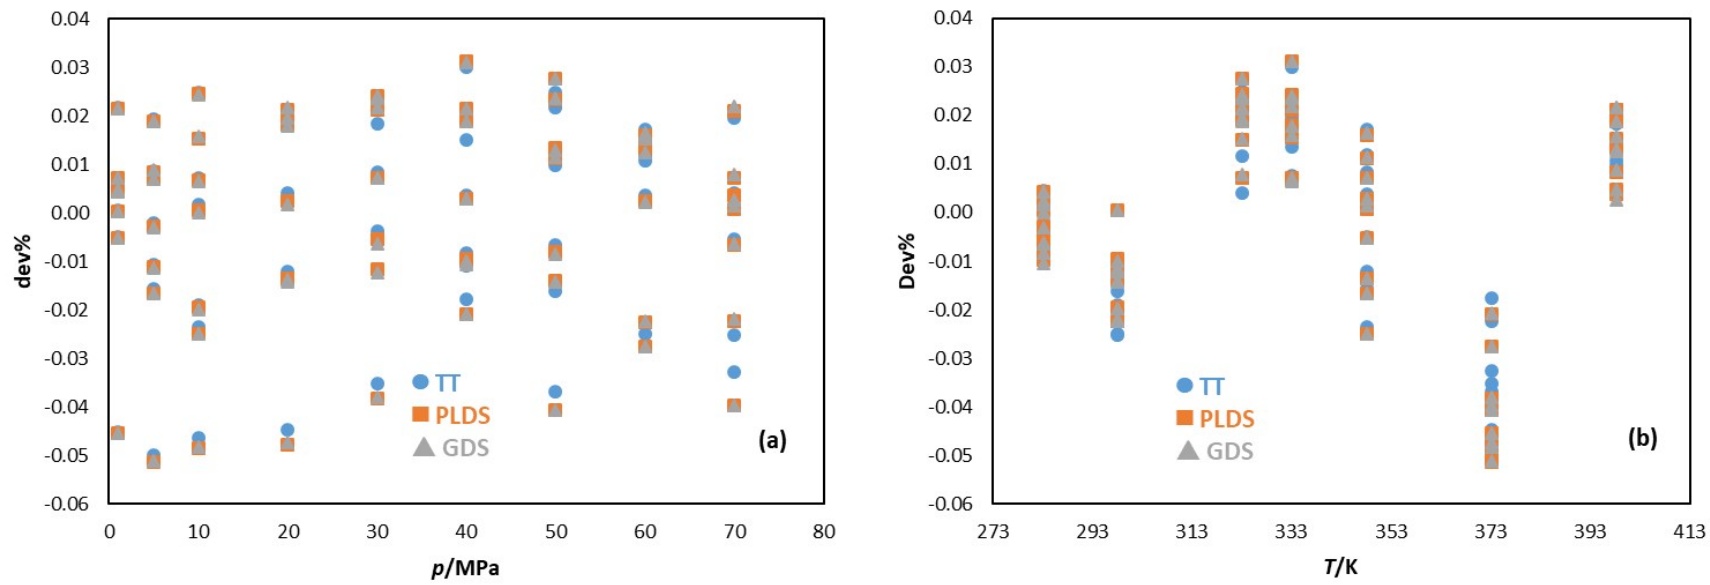 0.04
0.03
0.02
0.01
0.00
-0.01
-0.02
-0.03
-0.04
-0.05
-0.06
dev%
0 10 20 30 40 50 60 70 80
p/MPa
TT
PLDS
GDS
(a)
0.04
0.03
0.02
0.01
0.00
-0.01
-0.02
-0.03
-0.04
-0.05
-0.06
Dev%
273 293 313 333 353 373 393 413
T/K
TT
PLDS
GDS
(b)